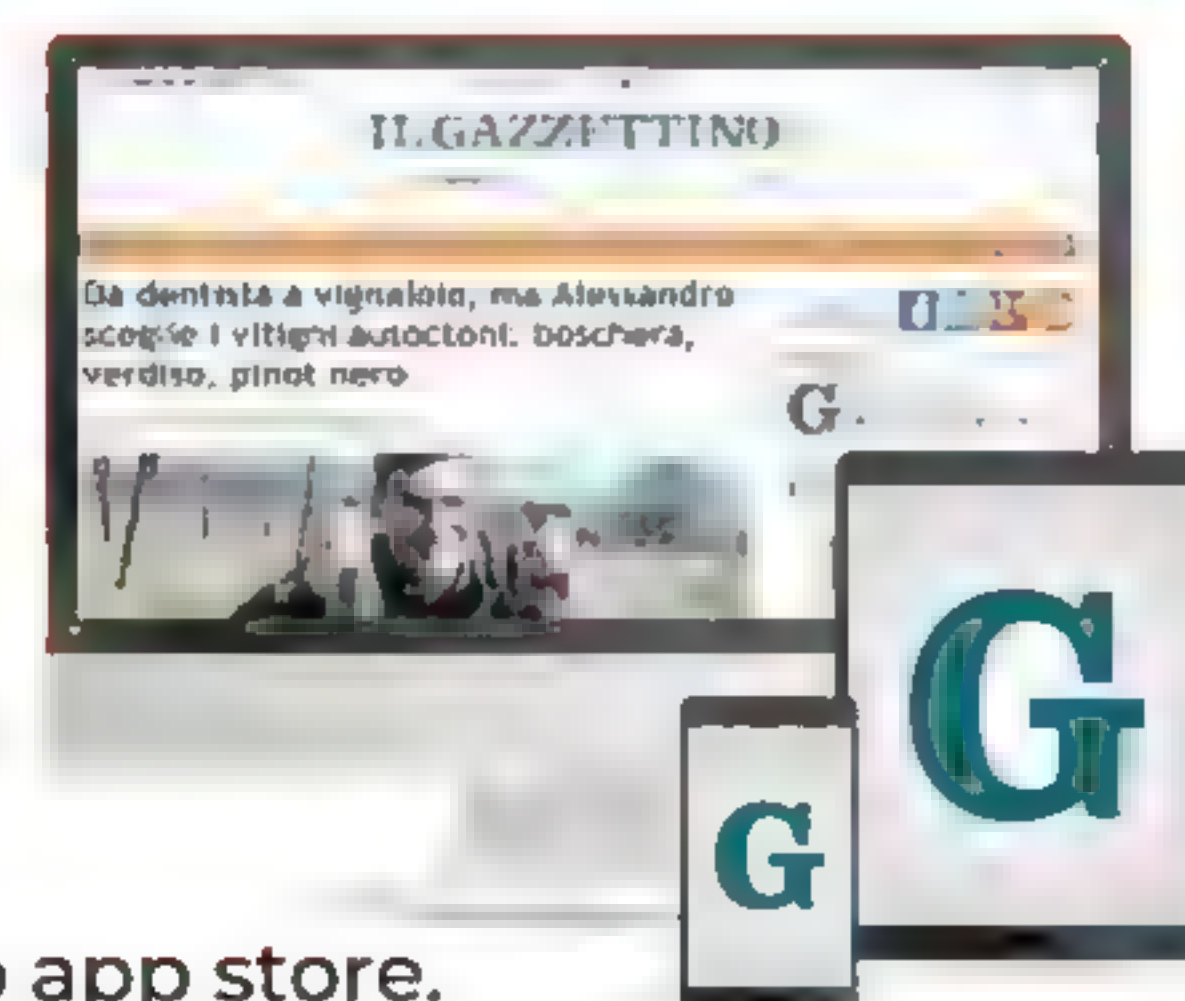 IL GAZZETTINO
Da dentista a vignaiolo, ma Alessandro
sceglie i vitigni autoctoni: boschera,
verdiso, pinot nero
G
G
G
app store.